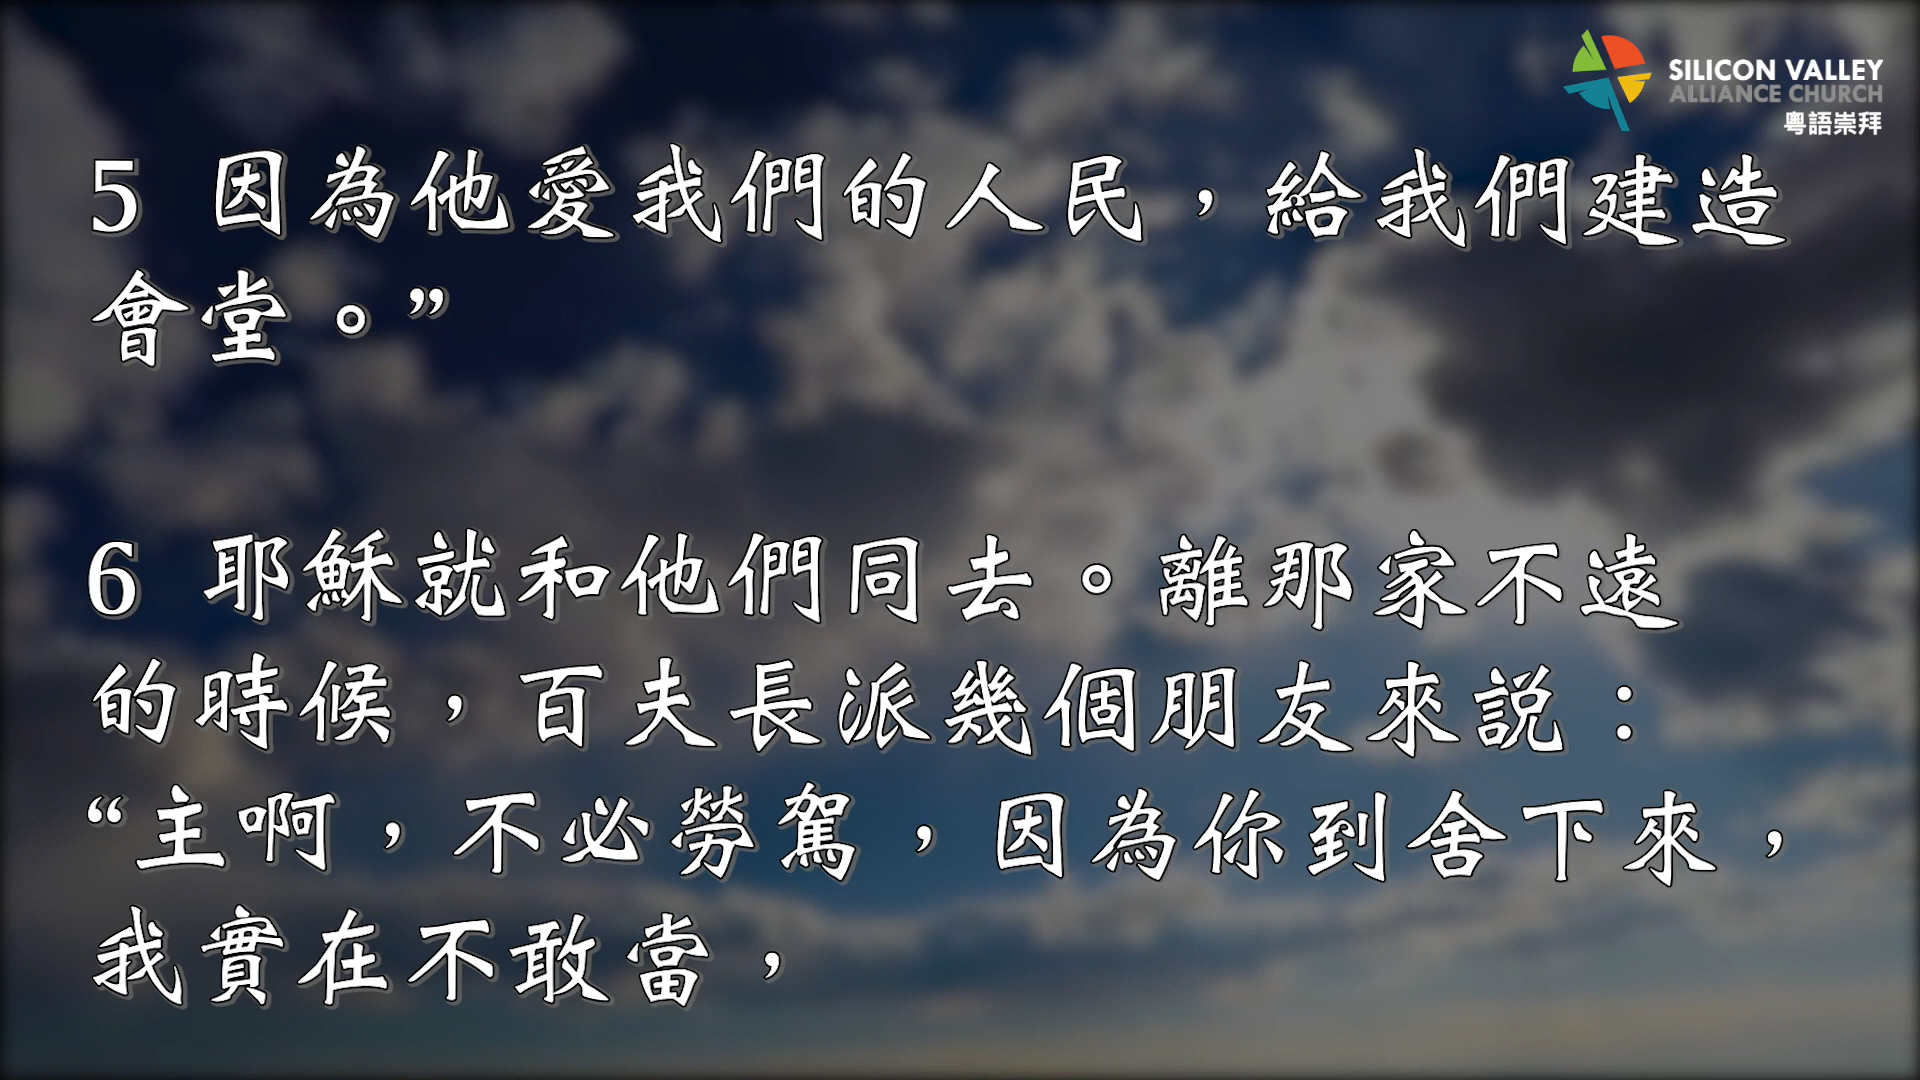 SILICON VALLEY
ALLIANCE CHURCH
粵語崇拜
5 因為他愛我們的人民，給我們建造
會堂。”
6 耶穌就和他們同去。離那家不遠
的時候，百夫長派幾個朋友來説：
“主啊，不必勞駕，因為你到舍下來，
我實在不敢當，